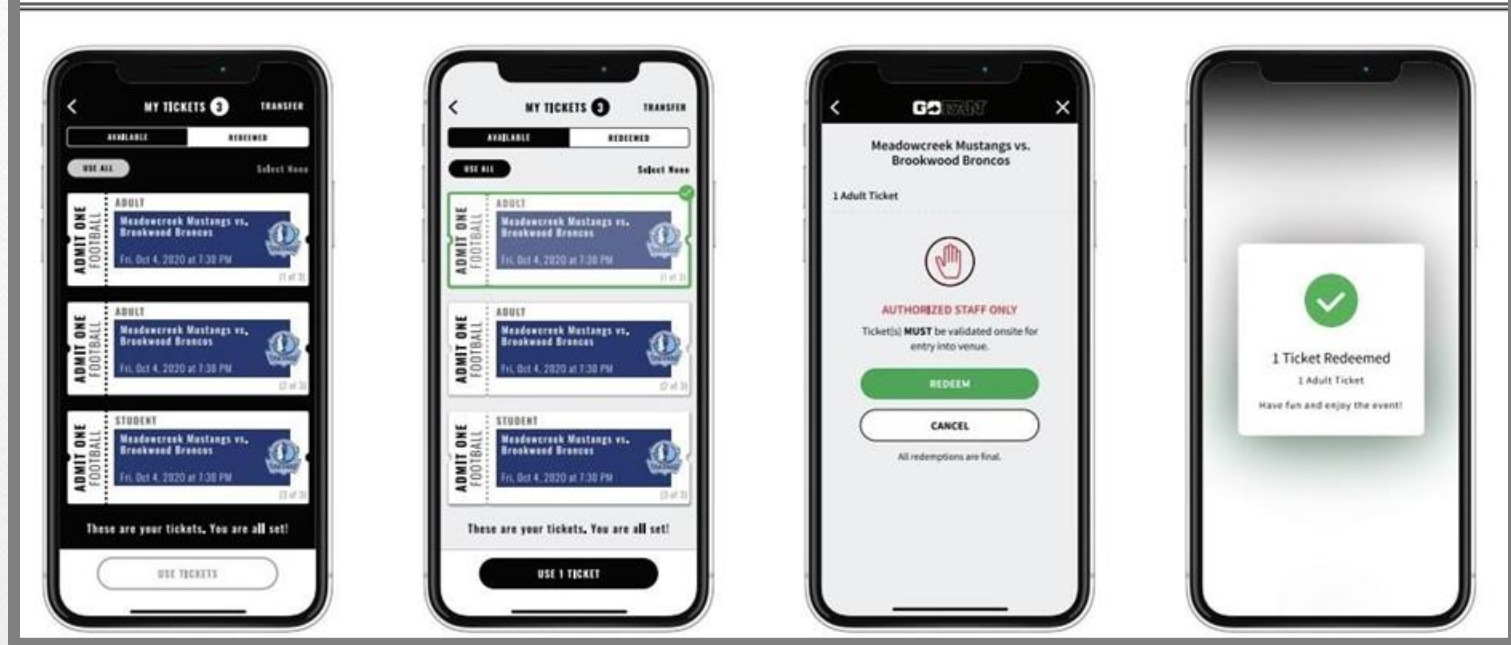 MY TICKETS 3
TRANSFER
AVAILABLE
REDEEMED
USE ALL
Select None
ADMIT ONE
FOOTBALL
ADULT
Meadowcreek Mustangs vs.
Brookwood Broncos
Fri, Oct 4, 2020 at 7:30 PM
(1 of 3)
ADMIT ONE
FOOTBALL
ADULT
Meadowcreek Mustangs vs.
Brookwood Broncos
Fri, Oct 4, 2020 at 7:30 PM
(2 of 3)
ADMIT ONE
FOOTBALL
STUDENT
Meadowcreek Mustangs vs.
Brookwood Broncos
Fri, Oct 4, 2020 at 7:30 PM
(3 of 3)
These are your tickets. You are all set!
USE TICKETS
MY TICKETS 3
TRANSFER
AVAILABLE
REDEEMED
USE ALL
Select None
ADMIT ONE
FOOTBALL
ADULT
Meadowcreek Mustangs vs.
Brookwood Broncos
Fri, Oct 4, 2020 at 7:30 PM
(1 of 3)
ADMIT ONE
FOOTBALL
ADULT
Meadowcreek Mustangs vs.
Brookwood Broncos
Fri, Oct 4, 2020 at 7:30 PM
(2 of 3)
ADMIT ONE
FOOTBALL
STUDENT
Meadowcreek Mustangs vs.
Brookwood Broncos
Fri, Oct 4, 2020 at 7:30 PM
(3 of 3)
These are your tickets. You are all set!
USE 1 TICKET
GOFAN
Meadowcreek Mustangs vs.
Brookwood Broncos
1 Adult Ticket
AUTHORIZED STAFF ONLY
Ticket(s) MUST be validated onsite for
entry into venue.
REDEEM
CANCEL
All redemptions are final.
1 Ticket Redeemed
1 Adult Ticket
Have fun and enjoy the event!